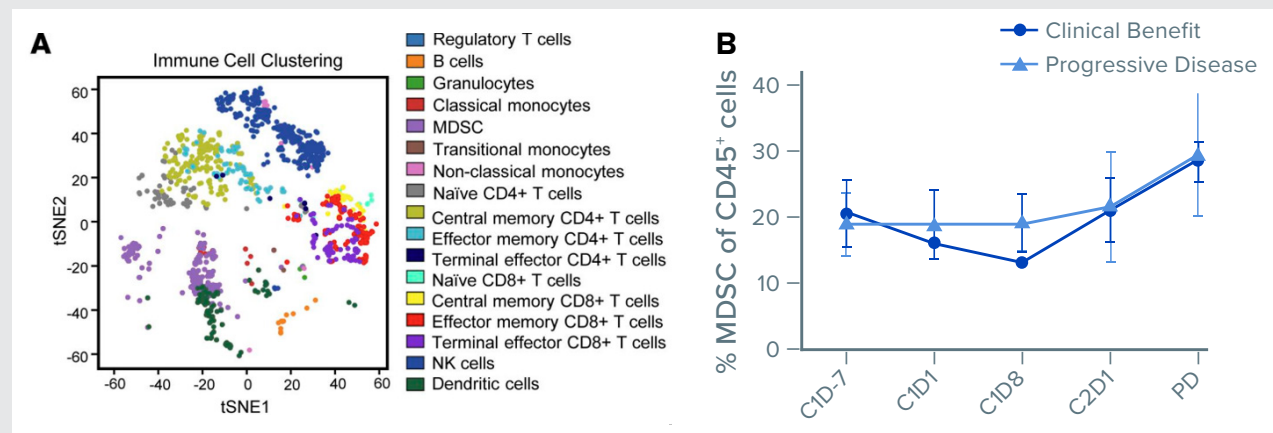 A
Immune Cell Clustering
tSNE2
60
40
20
0
-20
-40
-60
-60
-40
-20
0
20
40
60
tSNE1
Regulatory T cells
B cells
Granulocytes
Classical monocytes
MDSC
Transitional monocytes
Non-classical monocytes
Naïve CD4+ T cells
Central memory CD4+ T cells
Effector memory CD4+ T cells
Terminal effector CD4+ T cells
Naïve CD8+ T cells
Central memory CD8+ T cells
Effector memory CD8+ T cells
Terminal effector CD8+ T cells
NK cells
Dendritic cells
B
Clinical Benefit
Progressive Disease
% MDSC of CD45⁺ cells
40
30
20
10
0
C1D-7
C1D1
C1D8
C2D1
PD